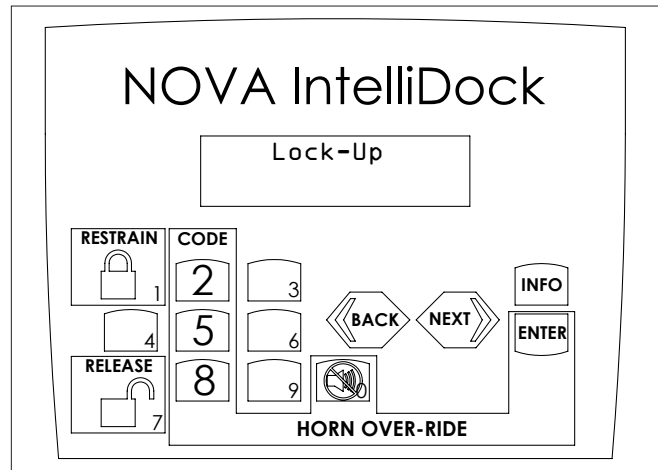 NOVA IntelliDock
Lock-Up
RESTRAIN CODE
1 2 3
INFO
BACK NEXT
4 5 6
ENTER
RELEASE
7 8 9 0
HORN OVER-RIDE